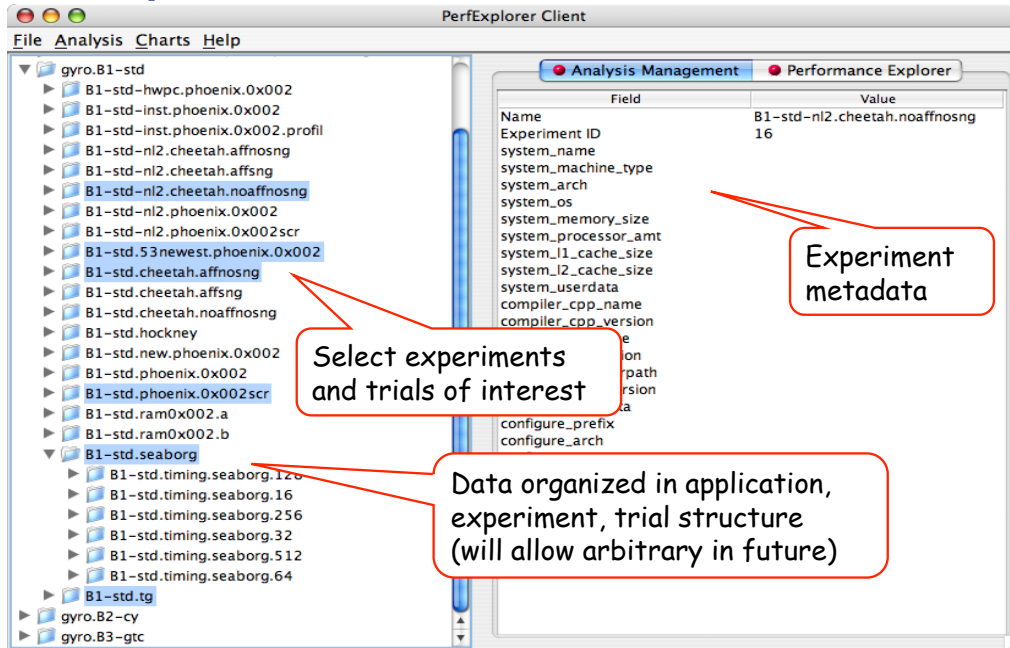 PerfExplorer Client
File Analysis Charts Help
gyro.B1-std
B1-std-hwpc.phoenix.0x002
B1-std-inst.phoenix.0x002
B1-std-inst.phoenix.0x002.profil
B1-std-nl2.cheetah.affnosng
B1-std-nl2.cheetah.affsng
B1-std-nl2.cheetah.noaffnosng
B1-std-nl2.phoenix.0x002
B1-std-nl2.phoenix.0x002scr
B1-std.53newest.phoenix.0x002
B1-std.cheetah.affnosng
B1-std.cheetah.affsng
B1-std.cheetah.noaffnosng
B1-std.hockney
B1-std.new.phoenix.0x002
B1-std.phoenix.0x002
B1-std.phoenix.0x002scr
B1-std.ram0x002.a
B1-std.ram0x002.b
B1-std.seaborg
B1-std.timing.seaborg.128
B1-std.timing.seaborg.16
B1-std.timing.seaborg.256
B1-std.timing.seaborg.32
B1-std.timing.seaborg.512
B1-std.timing.seaborg.64
B1-std.tg
gyro.B2-cy
gyro.B3-gtc
Analysis Management Performance Explorer
Field Value
Name B1-std-nl2.cheetah.noaffnosng
Experiment ID 16
system_name
system_machine_type
system_arch
system_os
system_memory_size
system_processor_amt
system_l1_cache_size
system_l2_cache_size
system_userdata
compiler_cpp_name
compiler_cpp_version
configure_prefix
configure_arch
Experiment
metadata
Select experiments
and trials of interest
Data organized in application,
experiment, trial structure
(will allow arbitrary in future)